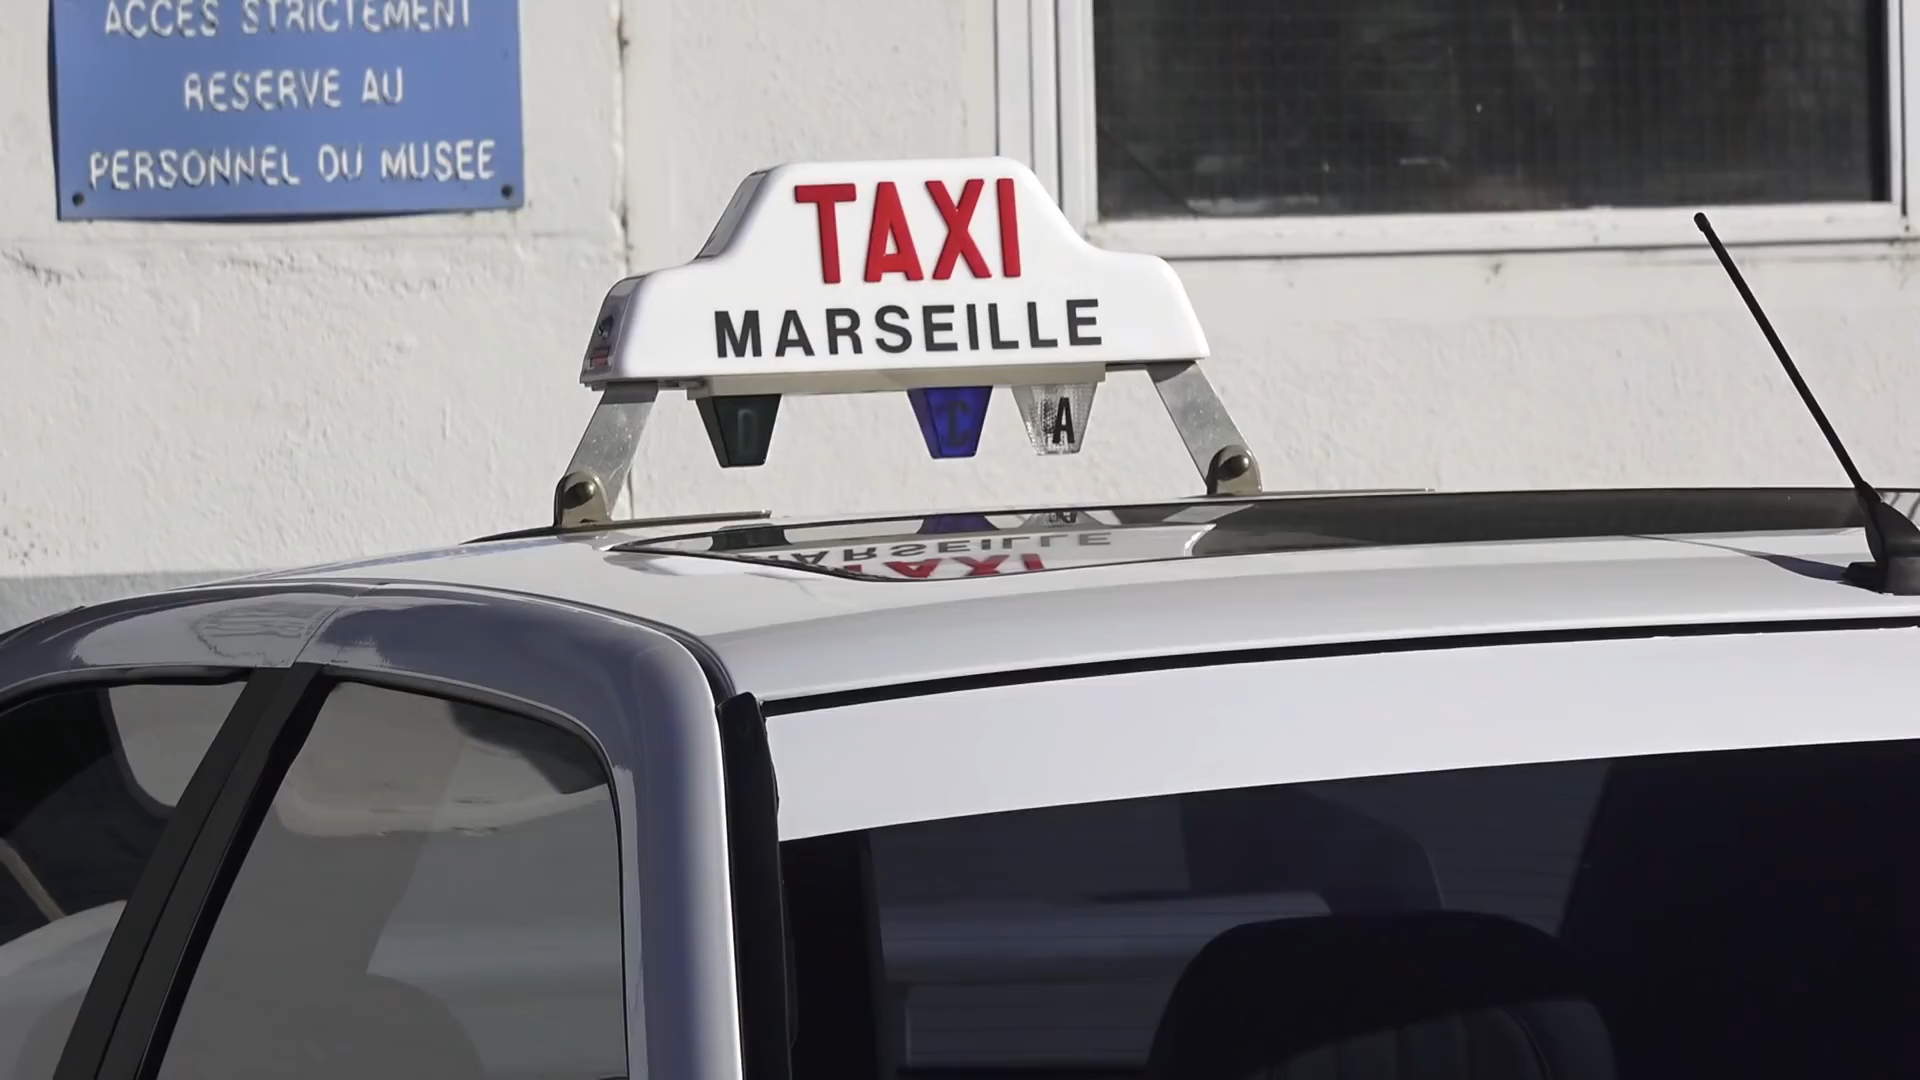 ACCES STRICTEMENT
RESERVE AU
PERSONNEL DU MUSEE
TAXI
MARSEILLE
C
A